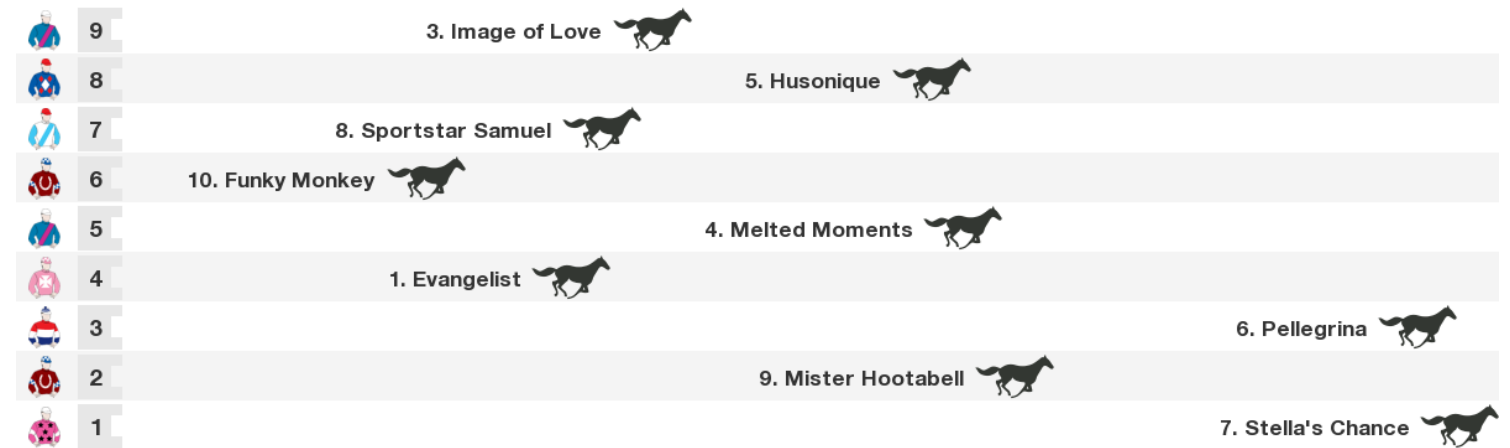 9 3. Image of Love
8 5. Husonique
7 8. Sportstar Samuel
6 10. Funky Monkey
5 4. Melted Moments
4 1. Evangelist
3 6. Pellegrina
2 9. Mister Hootabell
1 7. Stella's Chance